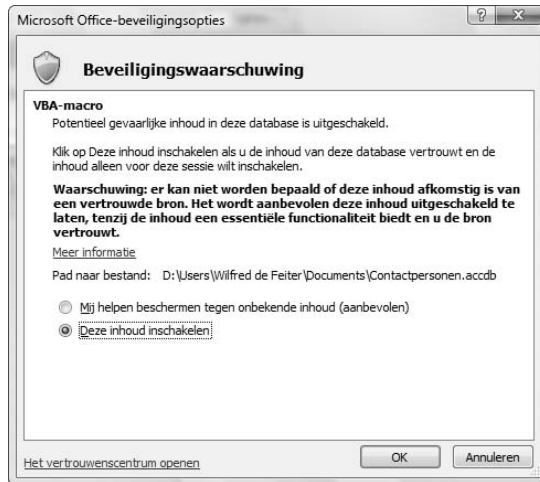 Microsoft Office-beveiligingsopties
Beveiligingswaarschuwing
VBA-macro
Potentieel gevaarlijke inhoud in deze database is uitgeschakeld.
Klik op Deze inhoud inschakelen als u de inhoud van deze database vertrouwt en de
inhoud alleen voor deze sessie wilt inschakelen.
Waarschuwing: er kan niet worden bepaald of deze inhoud afkomstig is van
een vertrouwde bron. Het wordt aanbevolen deze inhoud uitgeschakeld te
laten, tenzij de inhoud een essentiële functionaliteit biedt en u de bron
vertrouwt.
Meer informatie
Pad naar bestand: D:\Users\Wilfred de Feiter\Documents\Contactpersonen.accdb
Mij helpen beschermen tegen onbekende inhoud (aanbevolen)
Deze inhoud inschakelen
Het vertrouwenscentrum openen
OK
Annuleren